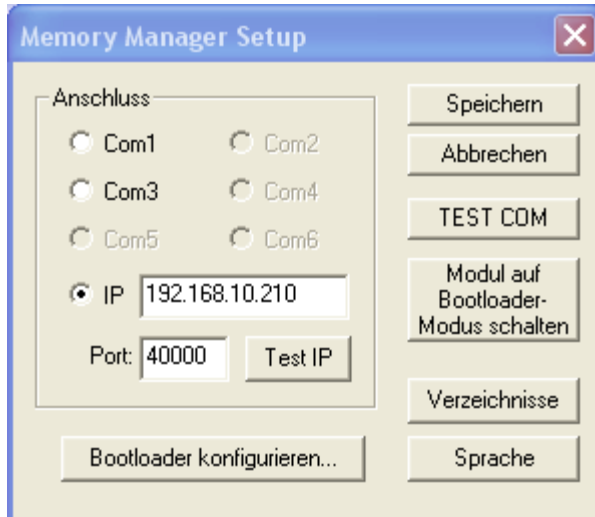 Memory Manager Setup
Anschluss
Com1
Com2
Com3
Com4
Com5
Com6
IP 192.168.10.210
Port: 40000 Test IP
Bootloader konfigurieren...
Speichern
Abbrechen
TEST COM
Modul auf
Bootloader-
Modus schalten
Verzeichnisse
Sprache